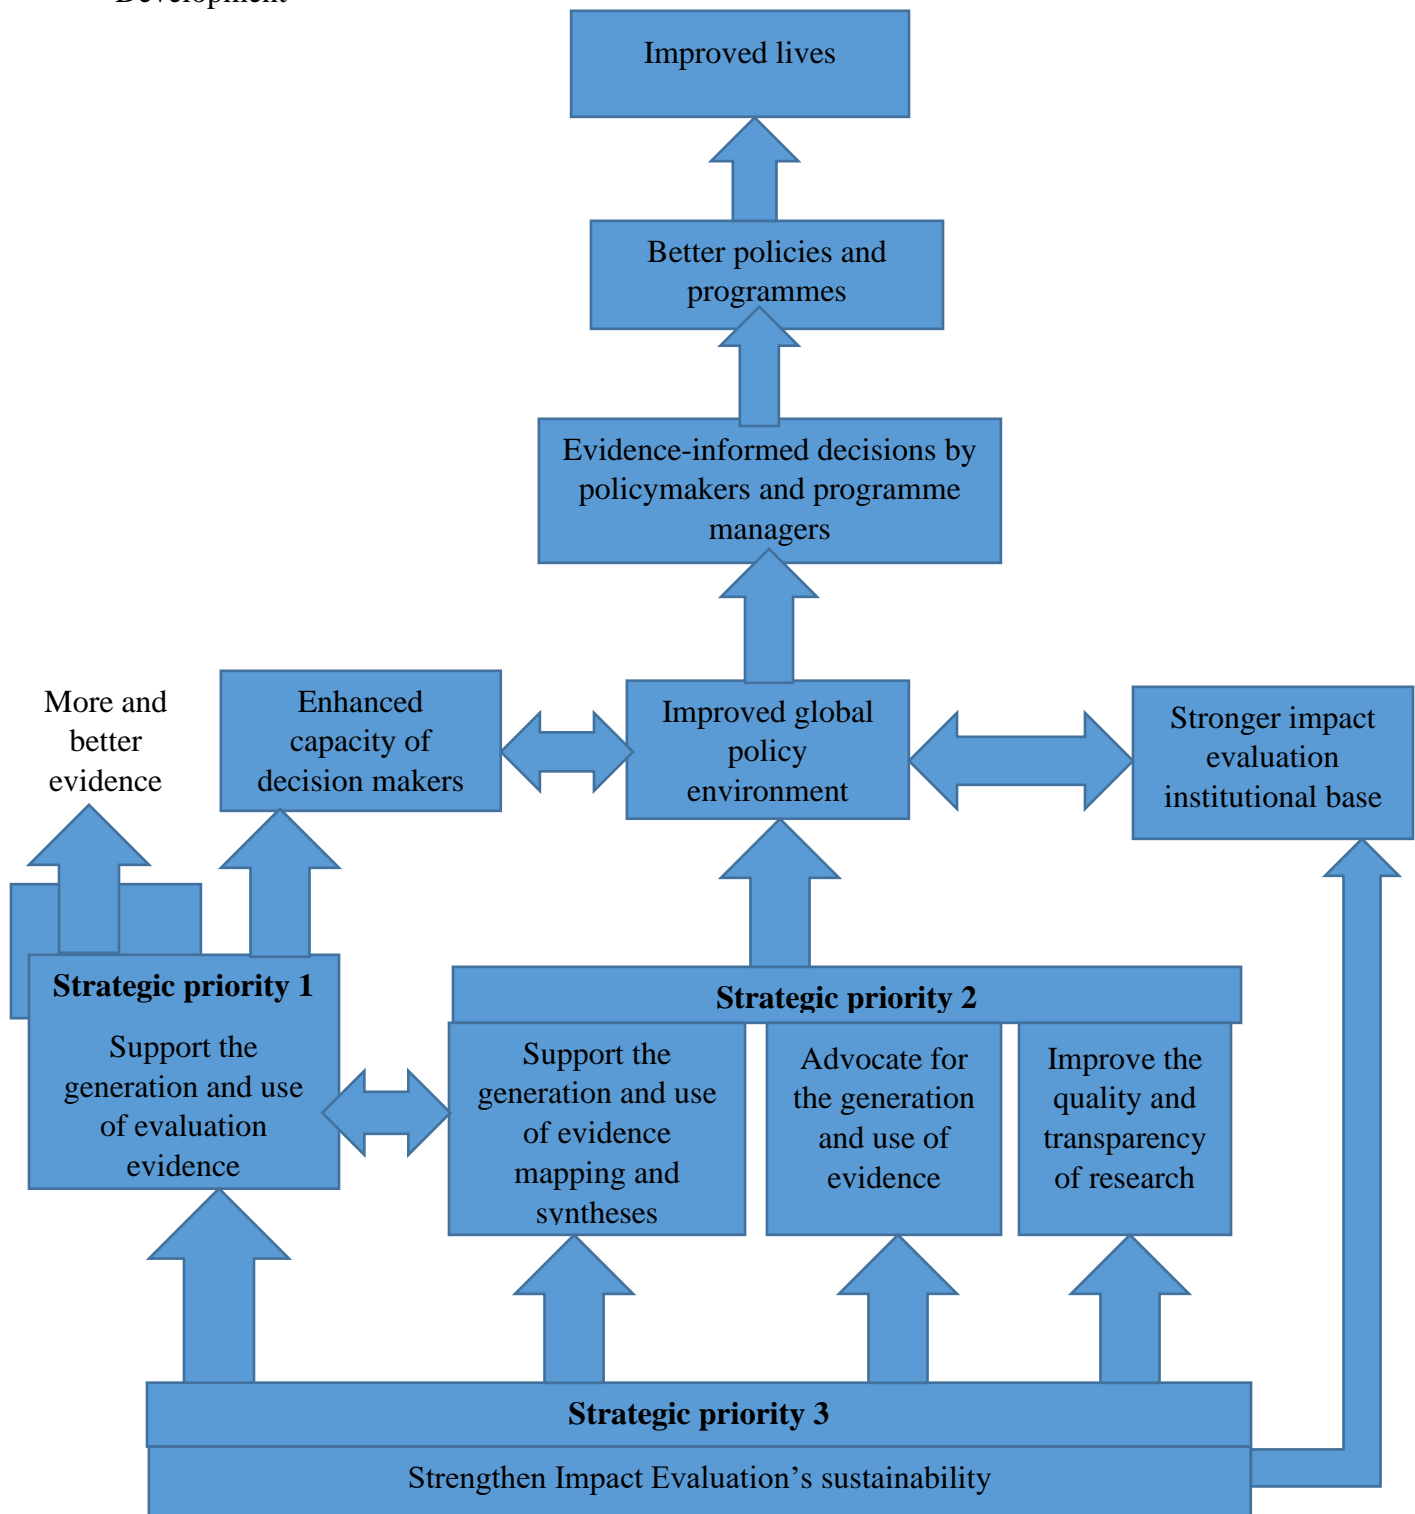 Development
Improved lives
Better policies and
programmes
Evidence-informed decisions by
policymakers and programme
managers
More and
better
evidence
Enhanced
capacity of
decision makers
Improved global
policy
environment
Stronger impact
evaluation
institutional base
Strategic priority 1
Support the
generation and use
of evaluation
evidence
Strategic priority 2
Support the
generation and use
of evidence
mapping and
syntheses
Advocate for
the generation
and use of
evidence
Improve the
quality and
transparency
of research
Strategic priority 3
Strengthen Impact Evaluation’s sustainability